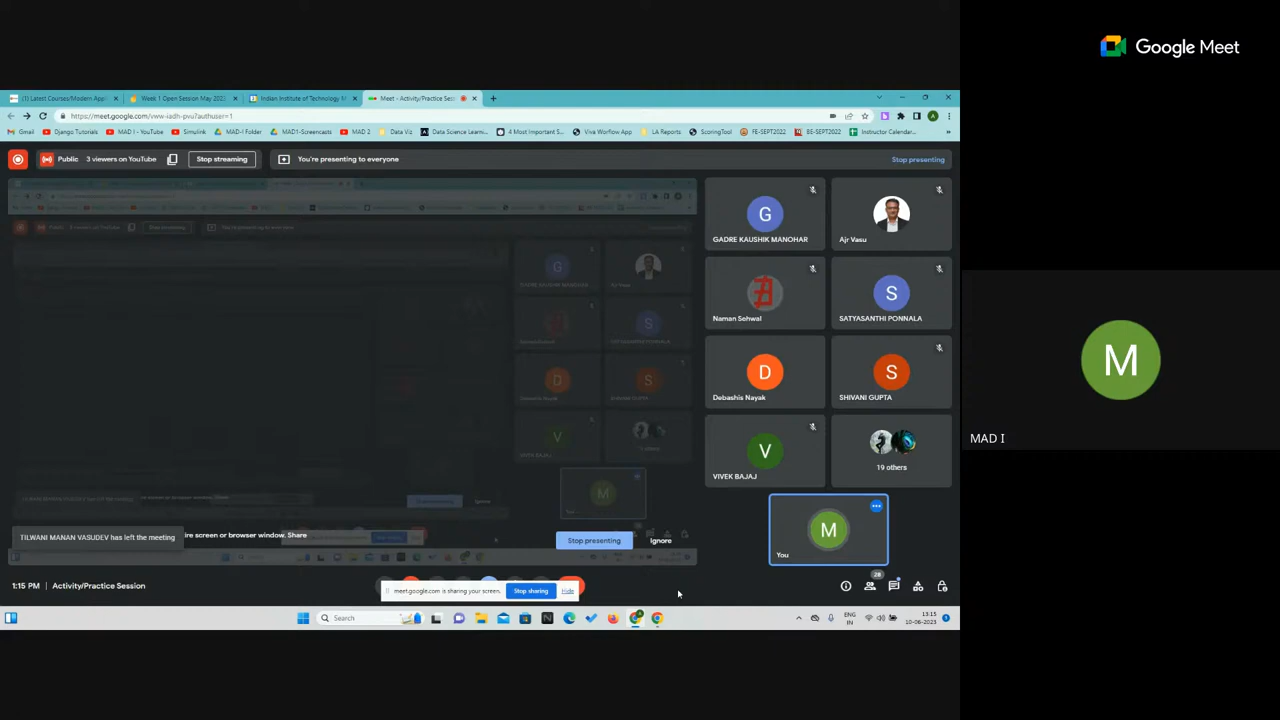 Google Meet
(1) Latest Courses/Modern Appl
Week 1 Open Session May 2023
Indian Institute of Technology M
Meet - Activity/Practice Sess
https://meet.google.com/vww-iadh-pvu?authuser=1
Gmail
Django Tutorials
MAD I - YouTube
MAD-I Folder
MAD1-Screencasts
MAD 2
Data Viz
Data Science Learn...
4 Most Important S...
Viva Worflow App
LA Reports
ScoringTool
FE-SEPT2022
BE-SEPT2022
Instructor Calendar...
Public
3 viewers on YouTube
Stop streaming
You're presenting to everyone
Stop presenting
G
GADRE KAUSHIK MANOHAR
Ajr Vasu
Naman Sehwal
S
SATYASANTHI PONNALA
D
Debashis Nayak
S
SHIVANI GUPTA
V
VIVEK BAJAJ
19 others
M
You
M
MAD I
TILWANI MANAN VASUDEV has left the meeting
ire screen or browser window. Share
Stop presenting
Ignore
1:15 PM | Activity/Practice Session
meet.google.com is sharing your screen.
Stop sharing
Hide
28
Search
ENG
IN
13:15
10-06-2023